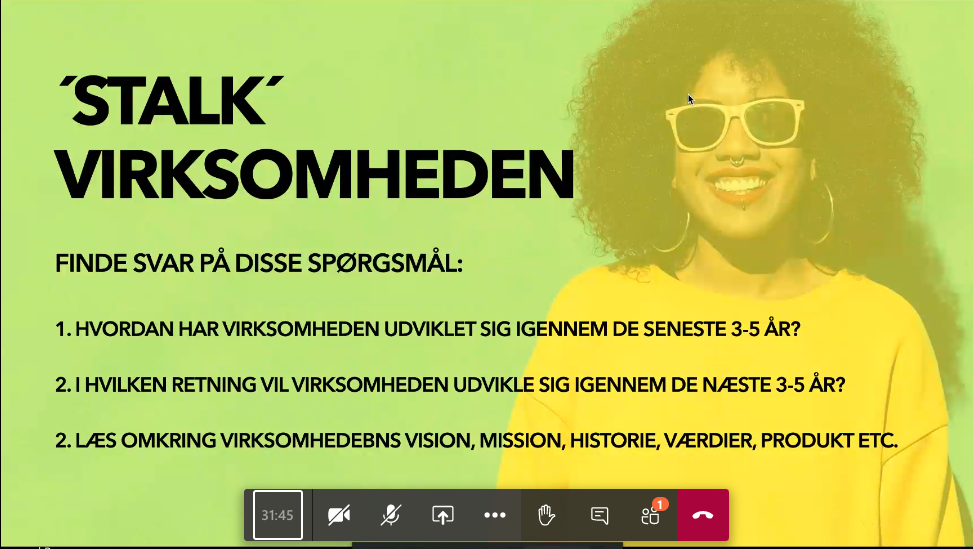 ´STALK´
VIRKSOMHEDEN
FINDE SVAR PÅ DISSE SPØRGSMÅL:
1. HVORDAN HAR VIRKSOMHEDEN UDVIKLET SIG IGENNEM DE SENESTE 3-5 ÅR?
2. I HVILKEN RETNING VIL VIRKSOMHEDEN UDVIKLE SIG IGENNEM DE NÆSTE 3-5 ÅR?
2. LÆS OMKRING VIRKSOMHEDEBNS VISION, MISSION, HISTORIE, VÆRDIER, PRODUKT ETC.
31:45
1